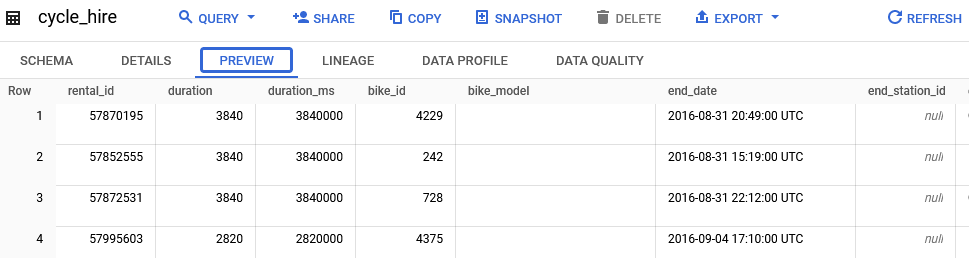 cycle_hire QUERY SHARE COPY SNAPSHOT DELETE EXPORT REFRESH
SCHEMA DETAILS PREVIEW LINEAGE DATA PROFILE DATA QUALITY
Row rental_id duration duration_ms bike_id bike_model end_date end_station_id
1 57870195 3840 3840000 4229 2016-08-31 20:49:00 UTC null
2 57852555 3840 3840000 242 2016-08-31 15:19:00 UTC null
3 57872531 3840 3840000 728 2016-08-31 22:12:00 UTC null
4 57995603 2820 2820000 4375 2016-09-04 17:10:00 UTC null